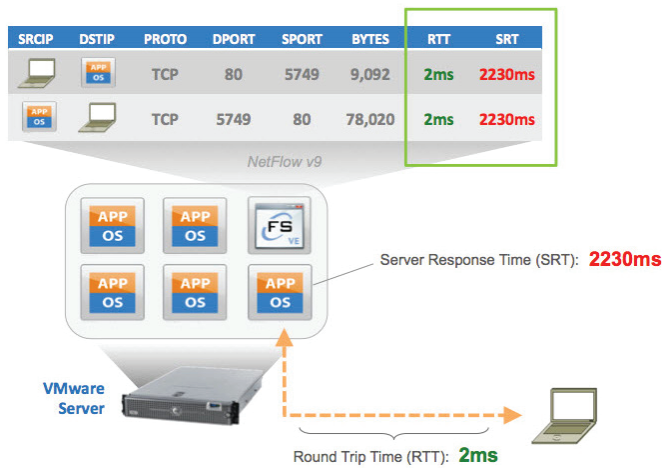 SRCIP DSTIP PROTO DPORT SPORT BYTES RTT SRT
APP OS TCP 80 5749 9,092 2ms 2230ms
APP OS TCP 5749 80 78,020 2ms 2230ms
NetFlow v9
APP APP FS
OS OS VE
APP APP APP
OS OS OS
Server Response Time (SRT): 2230ms
VMware
Server
Round Trip Time (RTT): 2ms